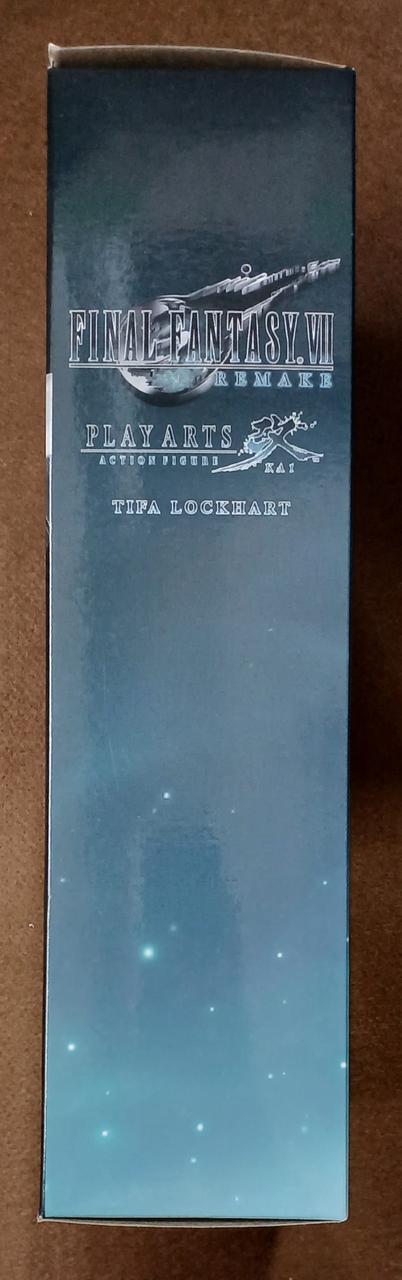 FINAL FANTASY. VII
REMAKE
PLAY ARTS 改
ACTION FIGURE KAI
TIFA LOCKHART